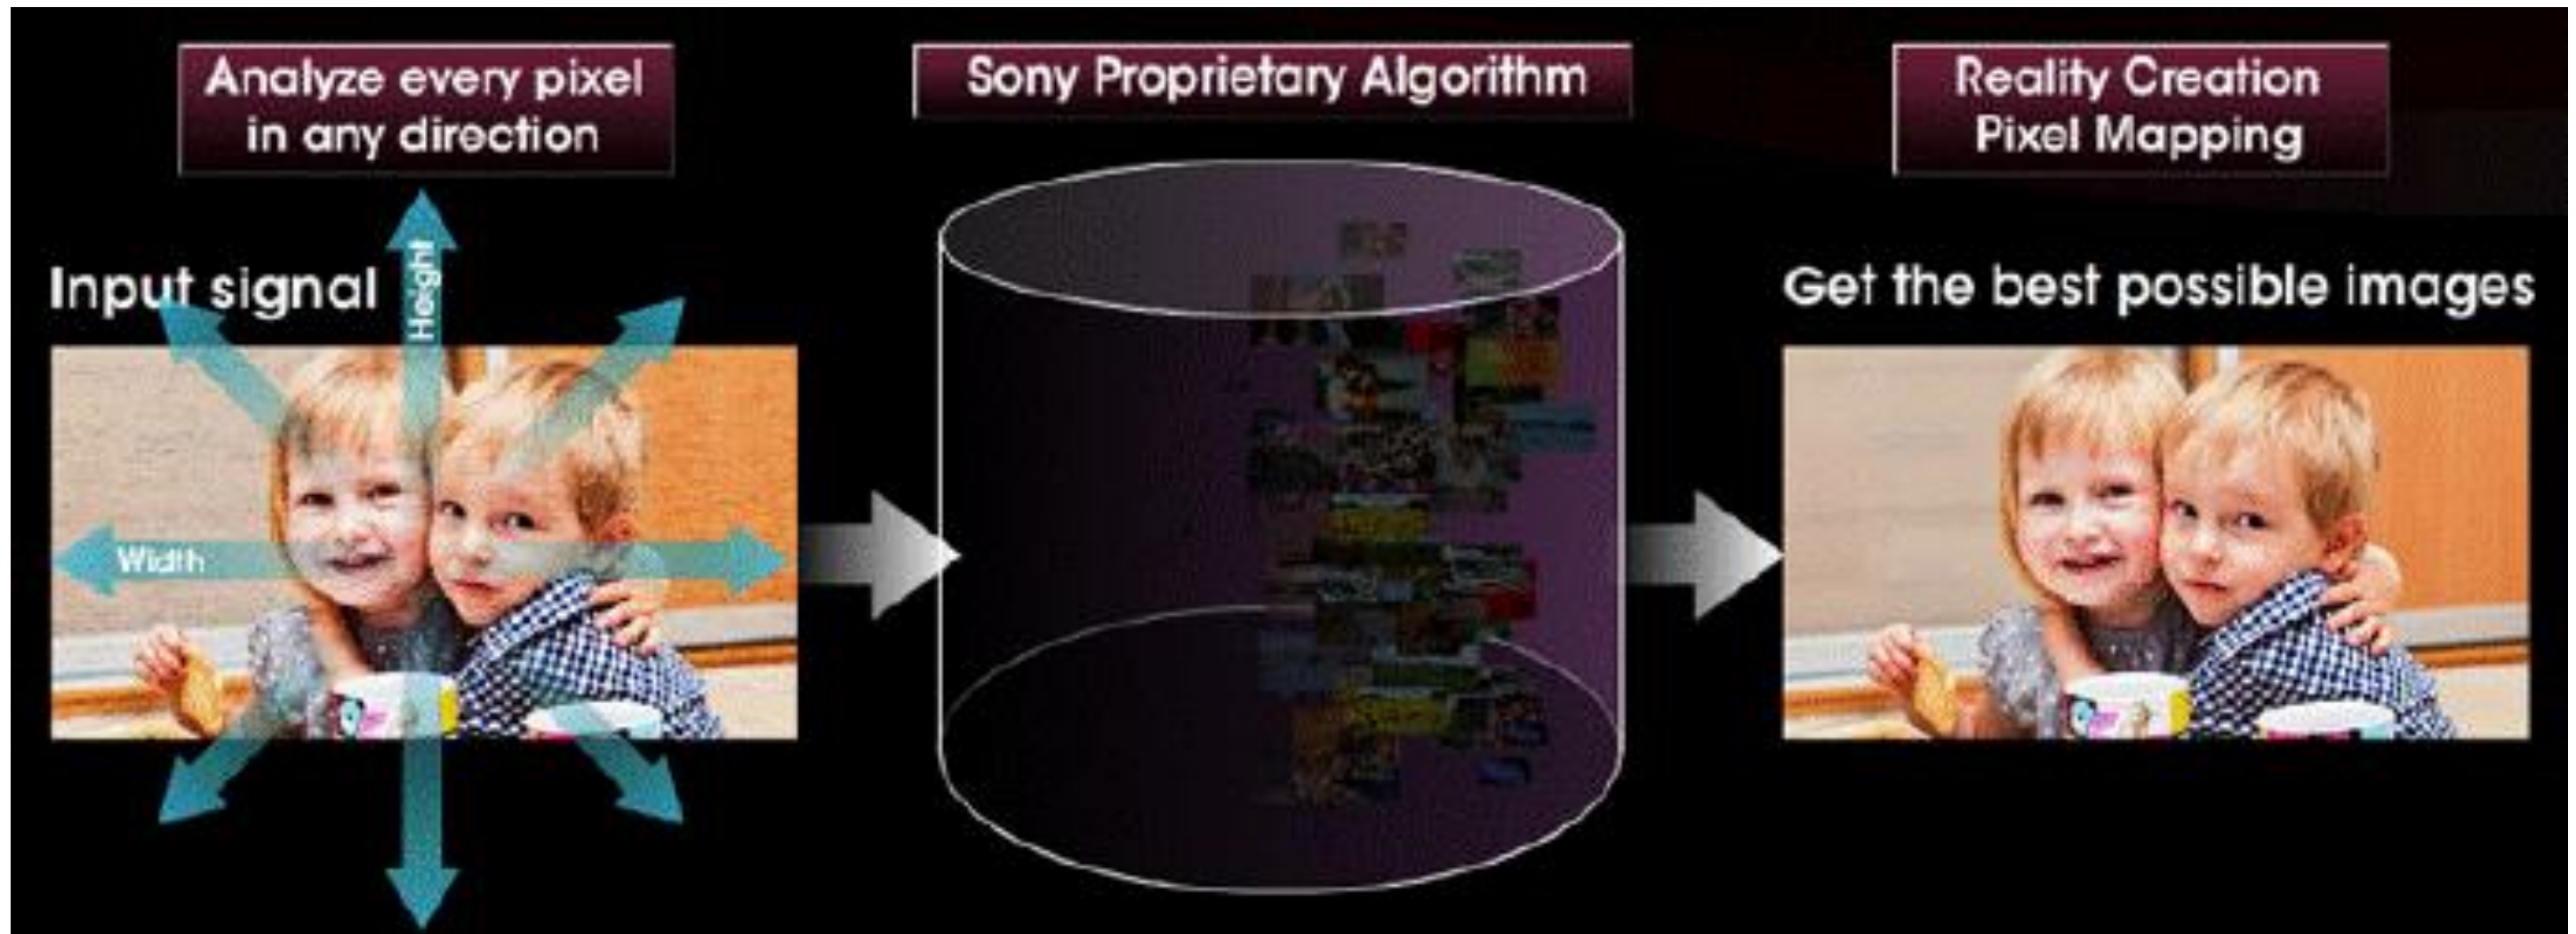 Analyze every pixel
in any direction
Input signal
Height
Width
Sony Proprietary Algorithm
Reality Creation
Pixel Mapping
Get the best possible images